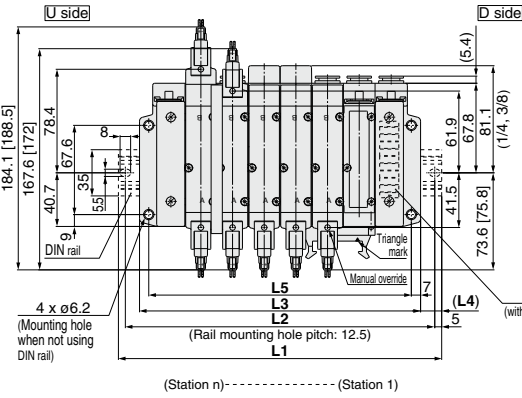 U side
D side
184.1 [188.5]
167.6 [172]
78.4
67.6
8
35
5.5
40.7
9
(5.4)
61.9
67.8
81.1
(1/4, 3/8)
41.5
73.6 [75.8]
B B B B B
A A A A A
DIN rail
Triangle
mark
Manual override
4 x ø6.2
(Mounting hole
when not using
DIN rail)
L5
7
L3
(L4)
L2
5
(Rail mounting hole pitch: 12.5)
L1
(with
(Station n)--------------(Station 1)